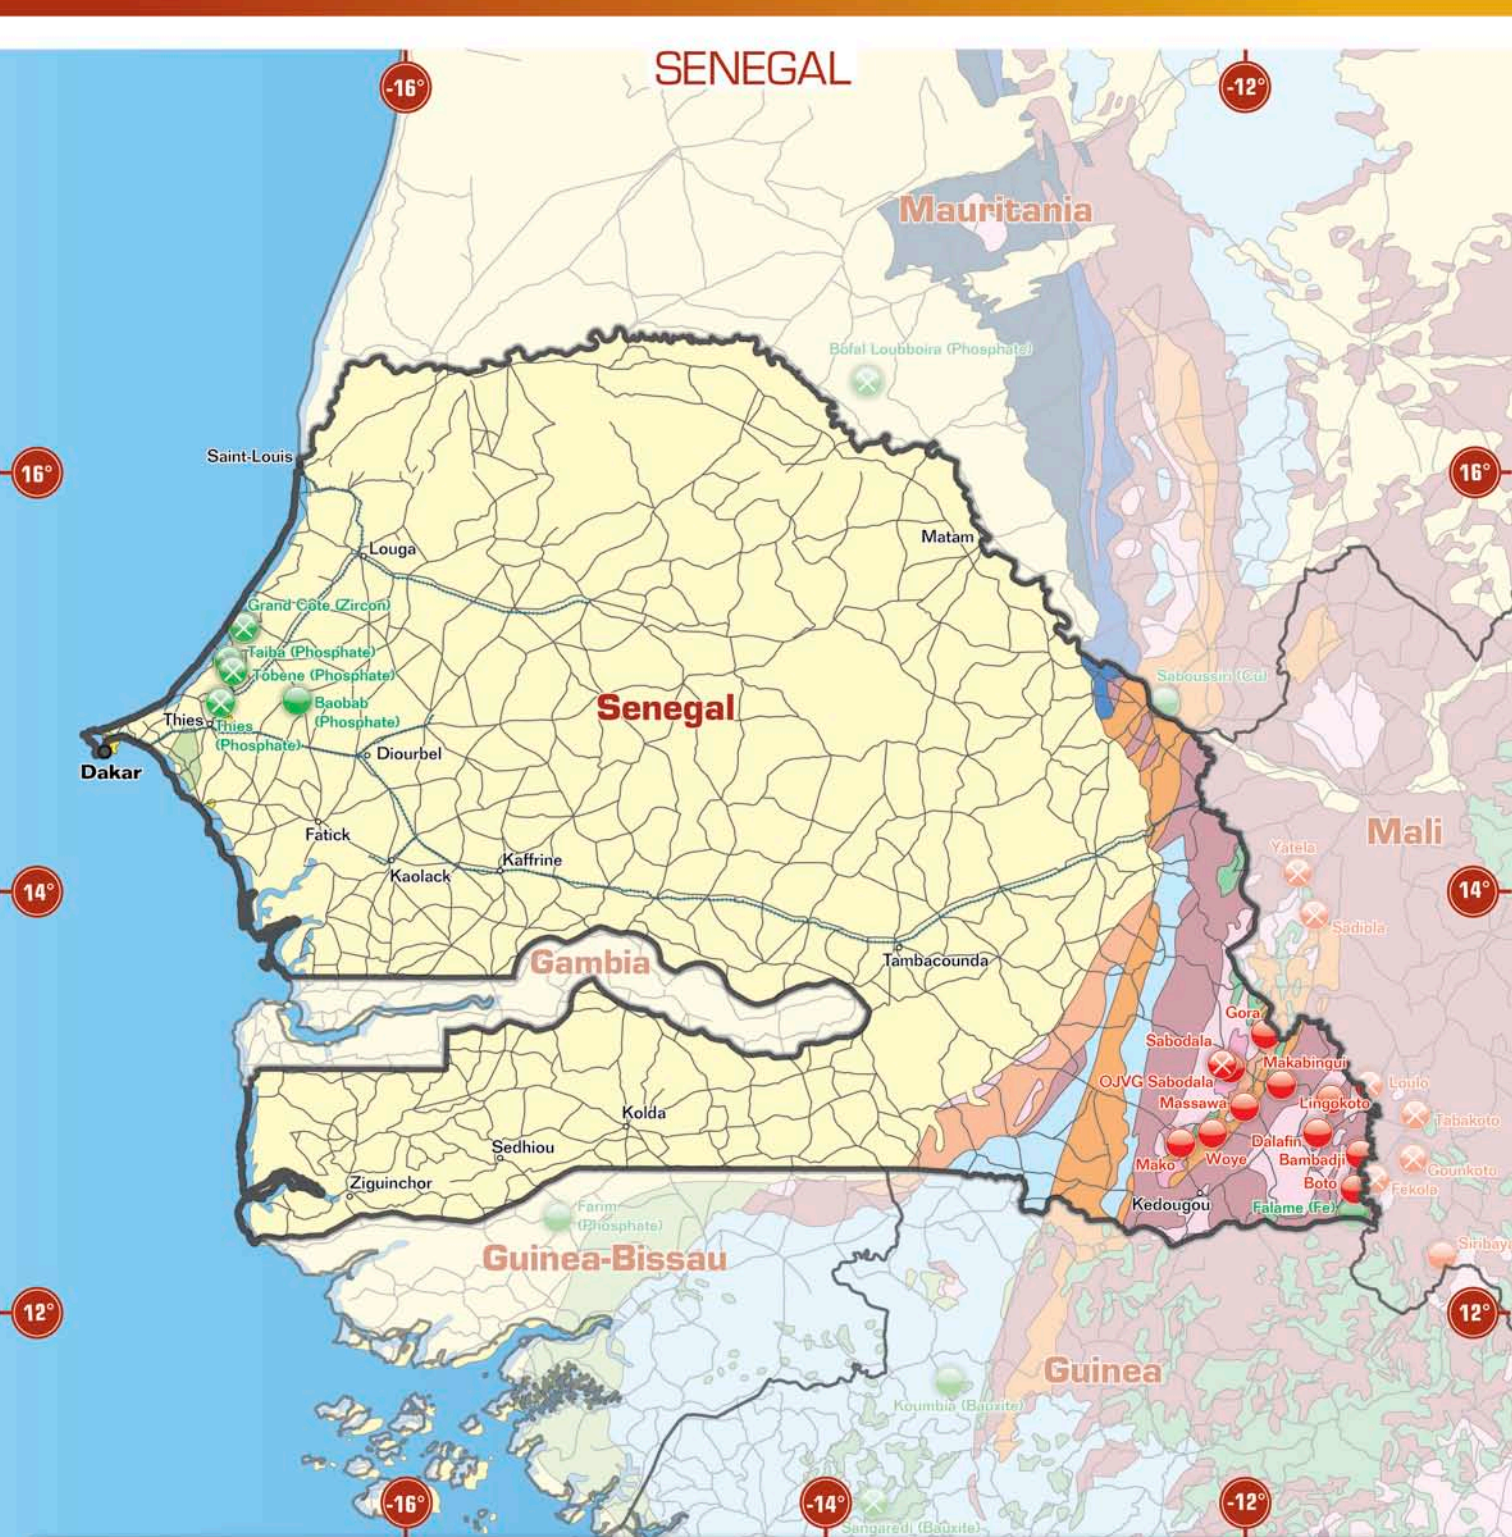 SENEGAL
-16°
-12°
Mauritania
Bofal Loubboira (Phosphate)
Saint-Louis
16°
16°
Matam
Louga
Grand Côte (Zircon)
Taiba (Phosphate)
Tobene (Phosphate)
Saboussiri (Cu)
Baobab
(Phosphate)
Senegal
Thies
Thies
(Phosphate)
Diourbel
Dakar
Fatick
Mali
Kaffrine
Yatela
Kaolack
14°
14°
Sadiola
Gambia
Tambacounda
Gora
Sabodala
Makabingui
OJVG Sabodala
Loulo
Massawa
Lingokoto
Kolda
Tabakoto
Sedhiou
Dalafin
Mako
Woye
Bambadji
Gounkoto
Ziguinchor
Boto
Fekola
Kedougou
Falame (Fe)
Farim
(Phosphate)
Guinea-Bissau
Siribaya
12°
12°
Guinea
Koumbia (Bauxite)
-16°
-14°
-12°
Sangaredi (Bauxite)